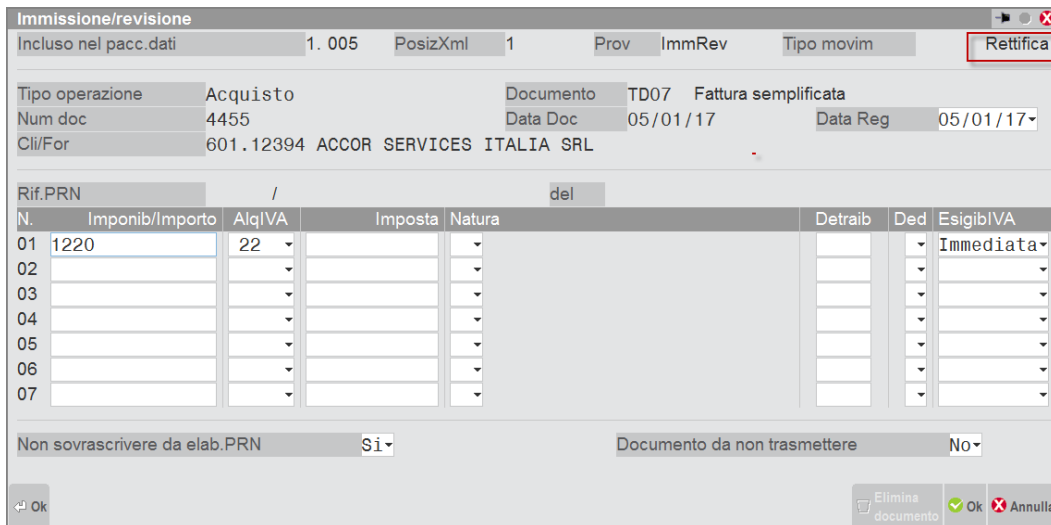 Immissione/revisione
Incluso nel pacc.dati 1. 005 PosizXml 1 Prov ImmRev Tipo movim Rettifica
Tipo operazione Acquisto Documento TD07 Fattura semplificata
Num doc 4455 Data Doc 05/01/17 Data Reg 05/01/17
Cli/For 601.12394 ACCOR SERVICES ITALIA SRL
Rif.PRN / del
N. Imponib/Importo AlqIVA Imposta Natura Detraib Ded EsigibIVA
01 1220 22 Immediata
02
03
04
05
06
07
Non sovrascrivere da elab.PRN Si Documento da non trasmettere No
Ok Elimina documento Ok Annulla